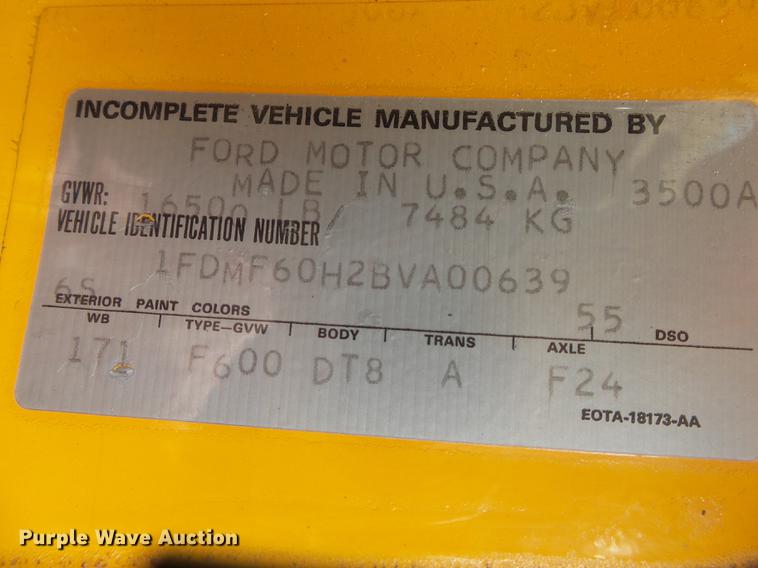 INCOMPLETE VEHICLE MANUFACTURED BY
FORD MOTOR COMPANY
MADE IN U.S.A. 3500A
GVWR: 16500 LB/ 7484 KG
VEHICLE IDENTIFICATION NUMBER
1FDMF60H2BVA00639
6S 55
EXTERIOR PAINT COLORS DSO
WB TYPE-GVW BODY TRANS AXLE
171 F600 DT8 A F24
EOTA-18173-AA
Purple Wave Auction